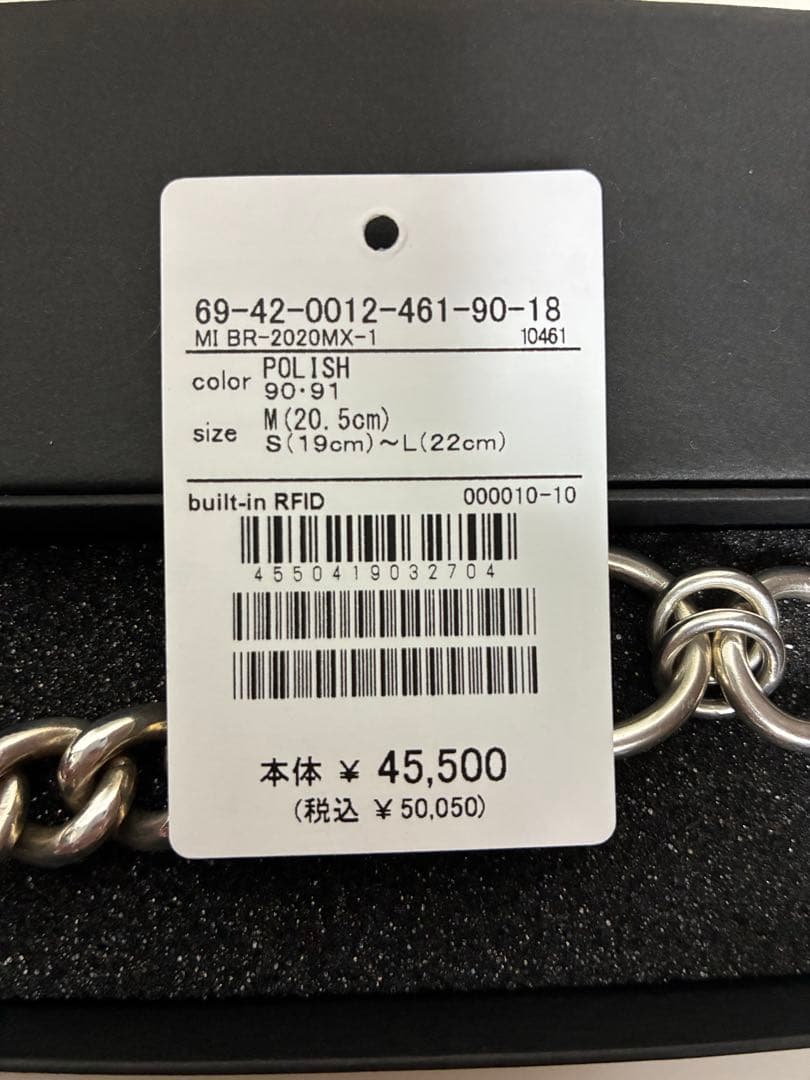 69-42-0012-461-90-18
MI BR-2020MX-1 10461
color POLISH
90・91
size M(20.5cm)
S(19cm)～L(22cm)
built-in RFID 000010-10
4550419032704
本体 ¥ 45,500
(税込 ¥50,050)